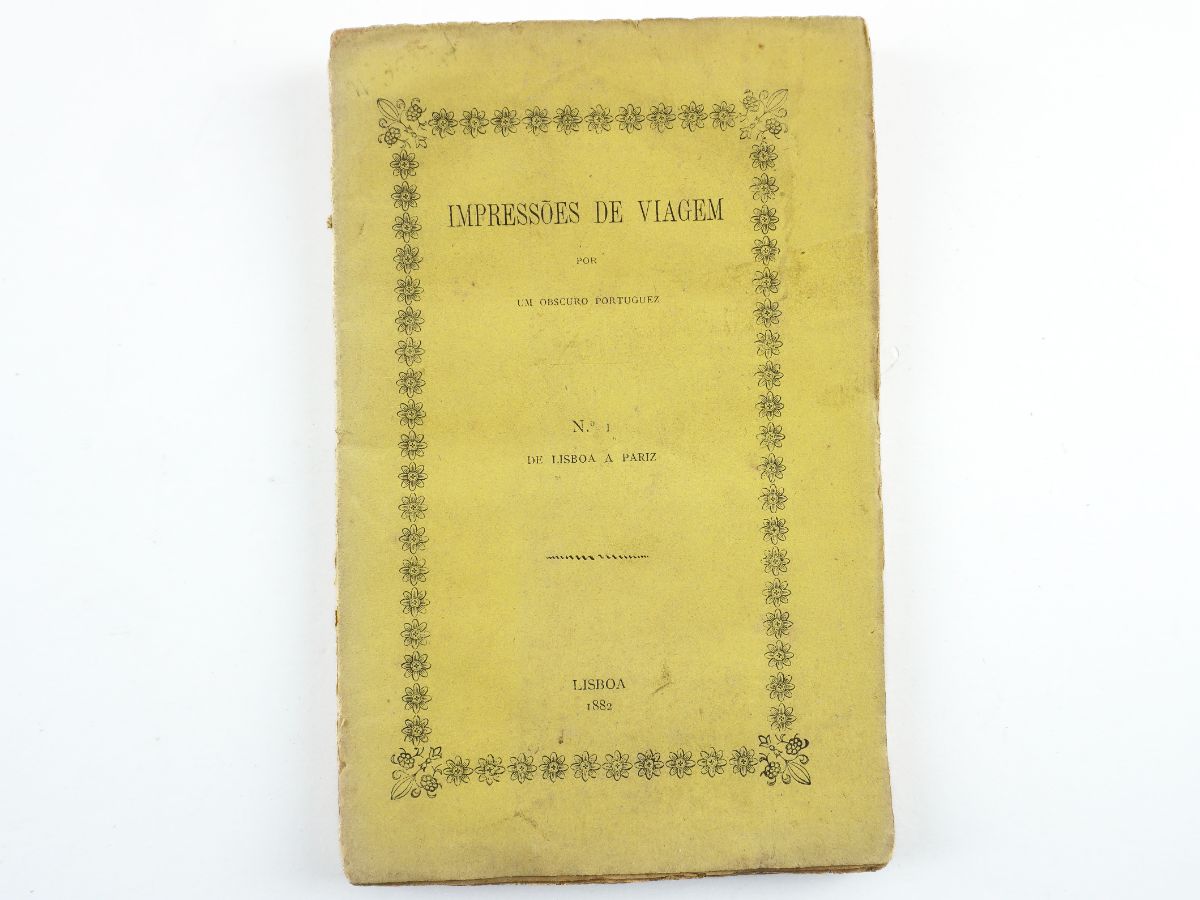 IMPRESSÕES DE VIAGEM
POR
UM OBSCURO PORTUGUEZ
N.º 1
DE LISBOA A PARIZ
LISBOA
1882